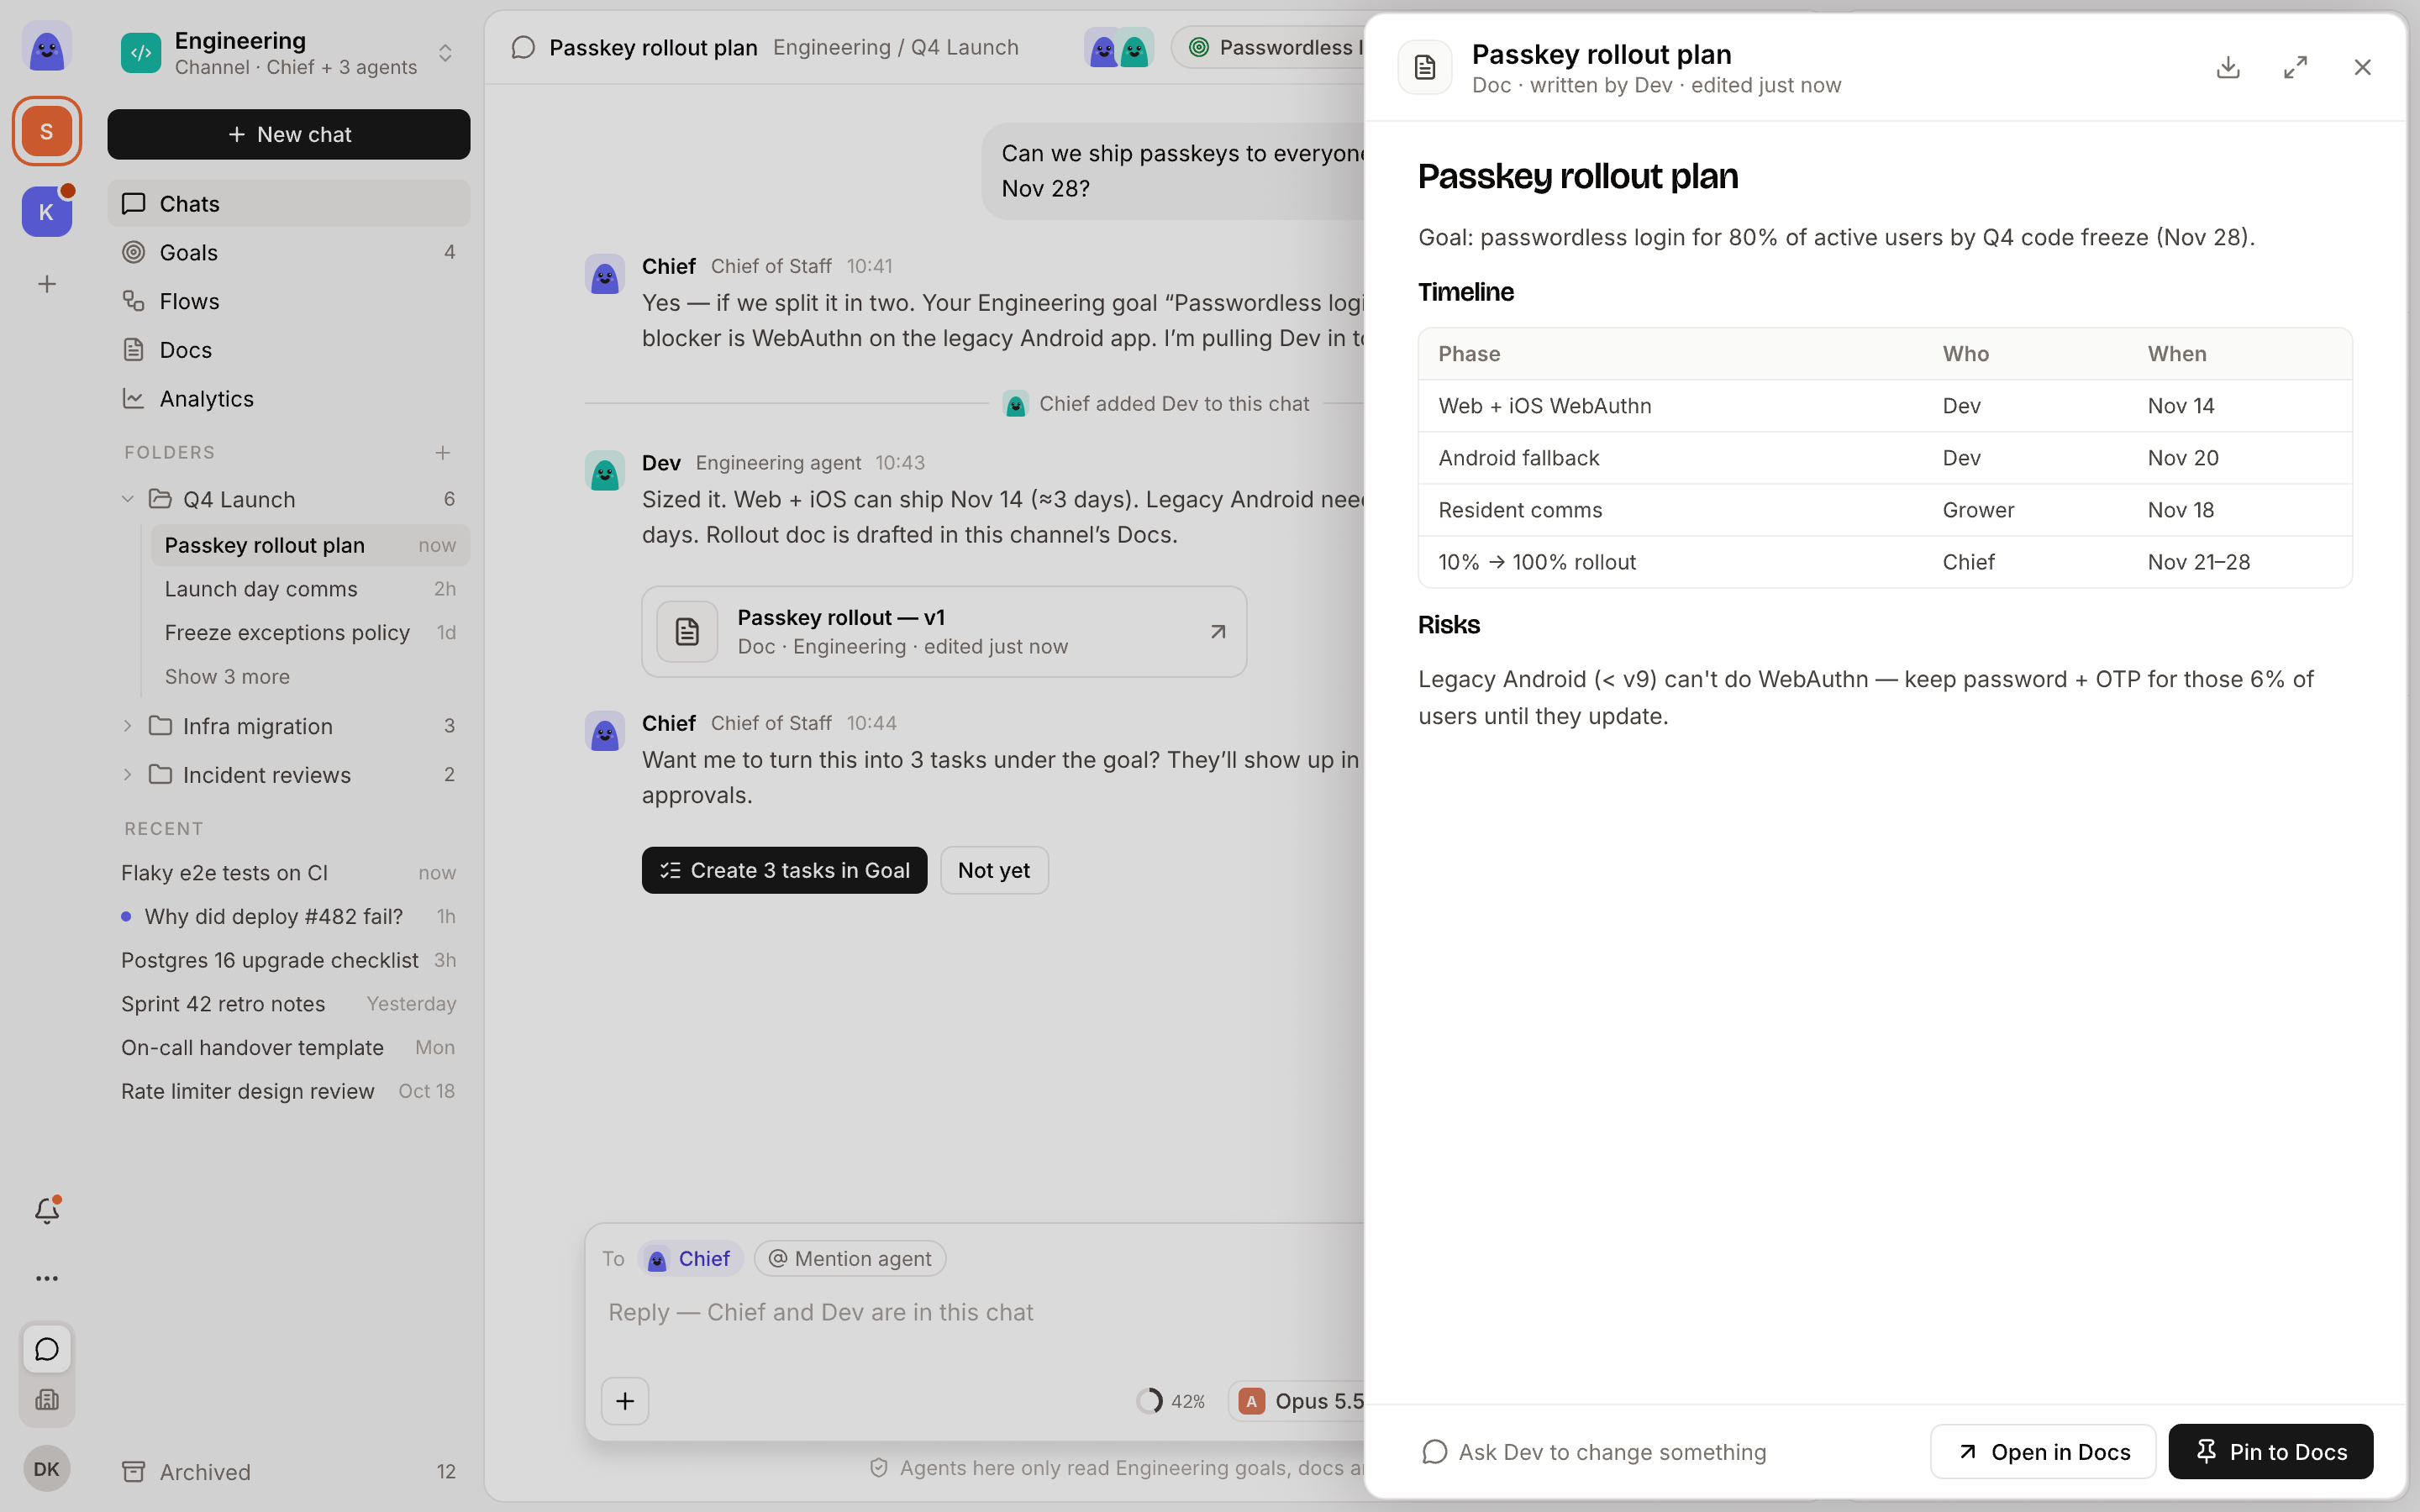 S
K
DK
Engineering
Channel · Chief + 3 agents
New chat
Chats
Goals 4
Flows
Docs
Analytics
FOLDERS
Q4 Launch 6
Passkey rollout plan now
Launch day comms 2h
Freeze exceptions policy 1d
Show 3 more
Infra migration 3
Incident reviews 2
RECENT
Flaky e2e tests on CI now
Why did deploy #482 fail? 1h
Postgres 16 upgrade checklist 3h
Sprint 42 retro notes Yesterday
On-call handover template Mon
Rate limiter design review Oct 18
Archived 12
Passkey rollout plan Engineering / Q4 Launch
Passwordless
Can we ship passkeys to everyone
Nov 28?
Chief Chief of Staff 10:41
Yes — if we split it in two. Your Engineering goal “Passwordless
blocker is WebAuthn on the legacy Android app. I’m pulling Dev in
Chief added Dev to this chat
Dev Engineering agent 10:43
Sized it. Web + iOS can ship Nov 14 (≈3 days). Legacy Android
days. Rollout doc is drafted in this channel’s Docs.
Passkey rollout — v1
Doc · Engineering · edited just now
Chief Chief of Staff 10:44
Want me to turn this into 3 tasks under the goal? They’ll show up in
approvals.
Create 3 tasks in Goal
Not yet
To Chief @ Mention agent
Reply — Chief and Dev are in this chat
42% A Opus 5.5
Agents here only read Engineering goals, docs
Passkey rollout plan
Doc · written by Dev · edited just now
Passkey rollout plan
Goal: passwordless login for 80% of active users by Q4 code freeze (Nov 28).
Timeline
Phase Who When
Web + iOS WebAuthn Dev Nov 14
Android fallback Dev Nov 20
Resident comms Grower Nov 18
10% → 100% rollout Chief Nov 21–28
Risks
Legacy Android (< v9) can't do WebAuthn — keep password + OTP for those 6% of
users until they update.
Ask Dev to change something
Open in Docs
Pin to Docs